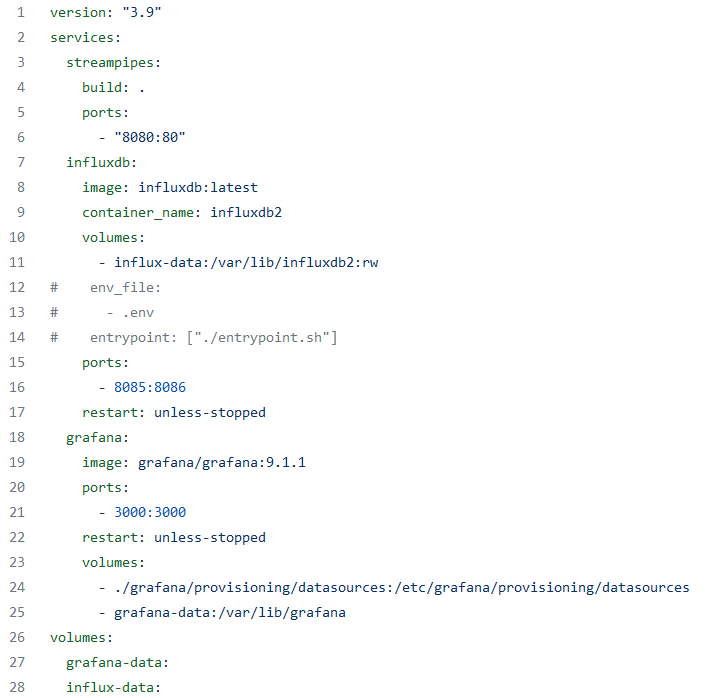 1 version: "3.9"
2 services:
3   streampipes:
4     build: .
5     ports:
6       - "8080:80"
7   influxdb:
8     image: influxdb:latest
9     container_name: influxdb2
10     volumes:
11       - influx-data:/var/lib/influxdb2:rw
12 #    env_file:
13 #      - .env
14 #    entrypoint: ["./entrypoint.sh"]
15     ports:
16       - 8085:8086
17     restart: unless-stopped
18   grafana:
19     image: grafana/grafana:9.1.1
20     ports:
21       - 3000:3000
22     restart: unless-stopped
23     volumes:
24       - ./grafana/provisioning/datasources:/etc/grafana/provisioning/datasources
25       - grafana-data:/var/lib/grafana
26 volumes:
27   grafana-data:
28   influx-data: